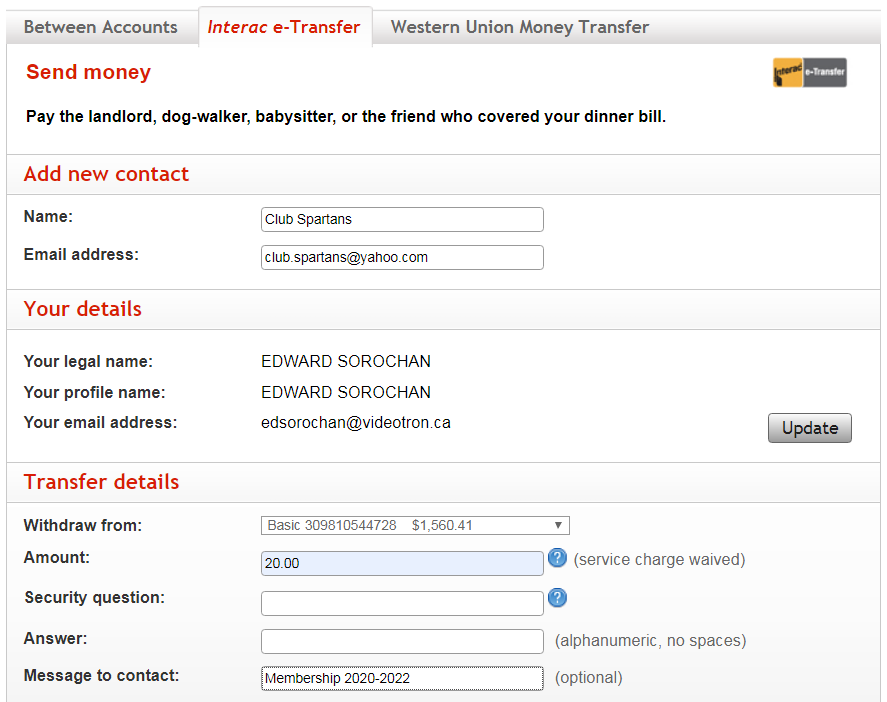 Between Accounts Interac e-Transfer Western Union Money Transfer
Send money
Interac e-Transfer
Pay the landlord, dog-walker, babysitter, or the friend who covered your dinner bill.
Add new contact
Name: Club Spartans
Email address: club.spartans@yahoo.com
Your details
Your legal name: EDWARD SOROCHAN
Your profile name: EDWARD SOROCHAN
Your email address: edsorochan@videotron.ca
Update
Transfer details
Withdraw from: Basic 309810544728 $1,560.41
Amount: 20.00 ? (service charge waived)
Security question: ?
Answer: (alphanumeric, no spaces)
Message to contact: Membership 2020-2022 (optional)